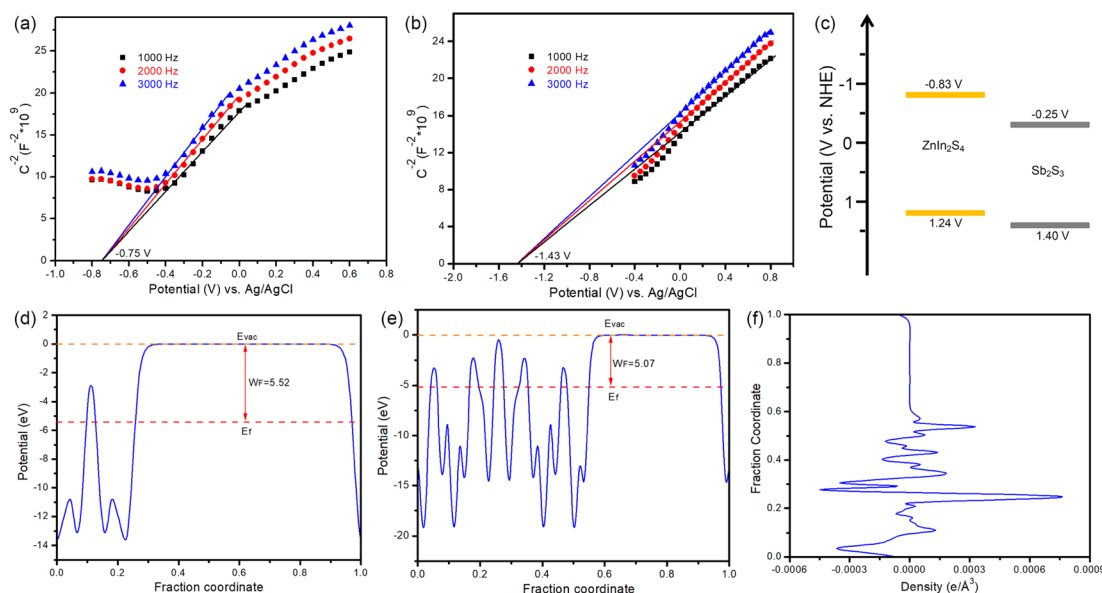 (a)
1000 Hz
2000 Hz
3000 Hz
-0.75 V
C⁻² (F⁻²*10⁹)
0
5
10
15
20
25
-1.0 -0.8 -0.6 -0.4 -0.2 0.0 0.2 0.4 0.6 0.8
Potential (V) vs. Ag/AgCl
(b)
1000 Hz
2000 Hz
3000 Hz
-1.43 V
C⁻² (F⁻²*10⁹)
0
4
8
12
16
20
24
-2.0 -1.6 -1.2 -0.8 -0.4 0.0 0.4 0.8
Potential (V) vs. Ag/AgCl
(c)
Potential (V vs. NHE)
-1
0
1
-0.83 V
ZnIn₂S₄
1.24 V
-0.25 V
Sb₂S₃
1.40 V
(d)
Evac
WF=5.52
Ef
Potential (eV)
2
0
-2
-4
-6
-8
-10
-12
-14
0.0 0.2 0.4 0.6 0.8 1.0
Fraction coordinate
(e)
Evac
WF=5.07
Ef
Potential (eV)
0
-5
-10
-15
-20
0.0 0.2 0.4 0.6 0.8 1.0
Fraction coordinate
(f)
Fraction Coordinate
1.0
0.8
0.6
0.4
0.2
0.0
-0.0006 -0.0003 0.0000 0.0003 0.0006 0.0009
Density (e/Å³)